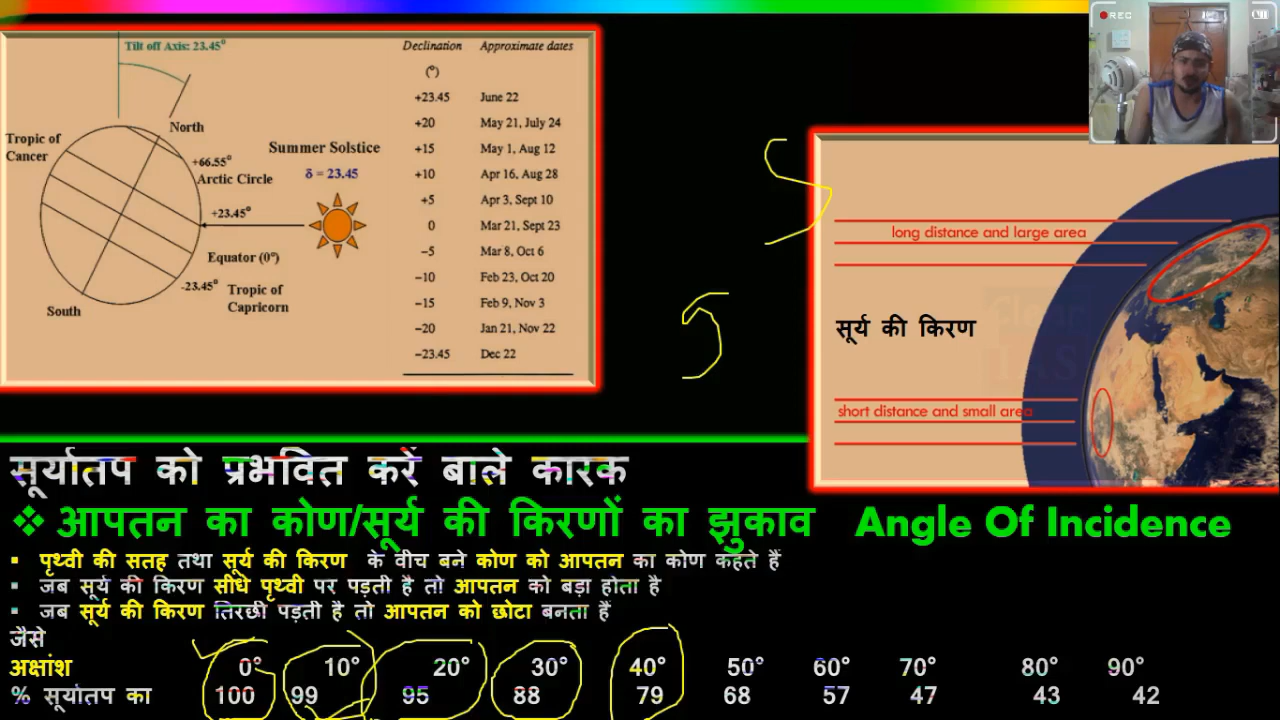 REC
Tilt off Axis: 23.45°
North
Tropic of
Cancer
+66.55°
Arctic Circle
Summer Solstice
δ = 23.45
+23.45°
Equator (0°)
-23.45°
Tropic of
Capricorn
South
Declination Approximate dates
(°)
+23.45 June 22
+20 May 21, July 24
+15 May 1, Aug 12
+10 Apr 16, Aug 28
+5 Apr 3, Sept 10
0 Mar 21, Sept 23
−5 Mar 8, Oct 6
−10 Feb 23, Oct 20
−15 Feb 9, Nov 3
−20 Jan 21, Nov 22
−23.45 Dec 22
long distance and large area
सूर्य की किरण
short distance and small area
सूर्यातप को प्रभवित करें बाले कारक
❖ आपतन का कोण/सूर्य की किरणों का झुकाव Angle Of Incidence
▪ पृथ्वी की सतह तथा सूर्य की किरण के वीच बने कोण को आपतन का कोण कहते हैं
▪ जब सूर्य की किरण सीधे पृथ्वी पर पड़ती है तो आपतन को बड़ा होता है
▪ जब सूर्य की किरण तिरछी पड़ती है तो आपतन को छोटा बनता हैं
जैसे
अक्षांश 0° 10° 20° 30° 40° 50° 60° 70° 80° 90°
% सूर्यातप का 100 99 95 88 79 68 57 47 43 42